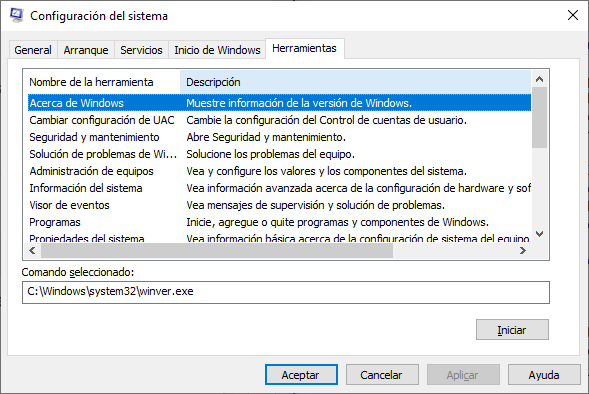 Configuración del sistema
General Arranque Servicios Inicio de Windows Herramientas
Nombre de la herramienta Descripción
Acerca de Windows Muestre información de la versión de Windows.
Cambiar configuración de UAC Cambie la configuración del Control de cuentas de usuario.
Seguridad y mantenimiento Abre Seguridad y mantenimiento.
Solución de problemas de Wi... Solucione los problemas del equipo.
Administración de equipos Vea y configure los valores y los componentes del sistema.
Información del sistema Vea información avanzada acerca de la configuración de hardware y sof
Visor de eventos Vea mensajes de supervisión y solución de problemas.
Programas Inicie, agregue o quite programas y componentes de Windows.
Propiedades del sistema Vea información básica acerca de la configuración de sistema del equipo
Comando seleccionado:
C:\Windows\system32\winver.exe
Iniciar
Aceptar Cancelar Aplicar Ayuda